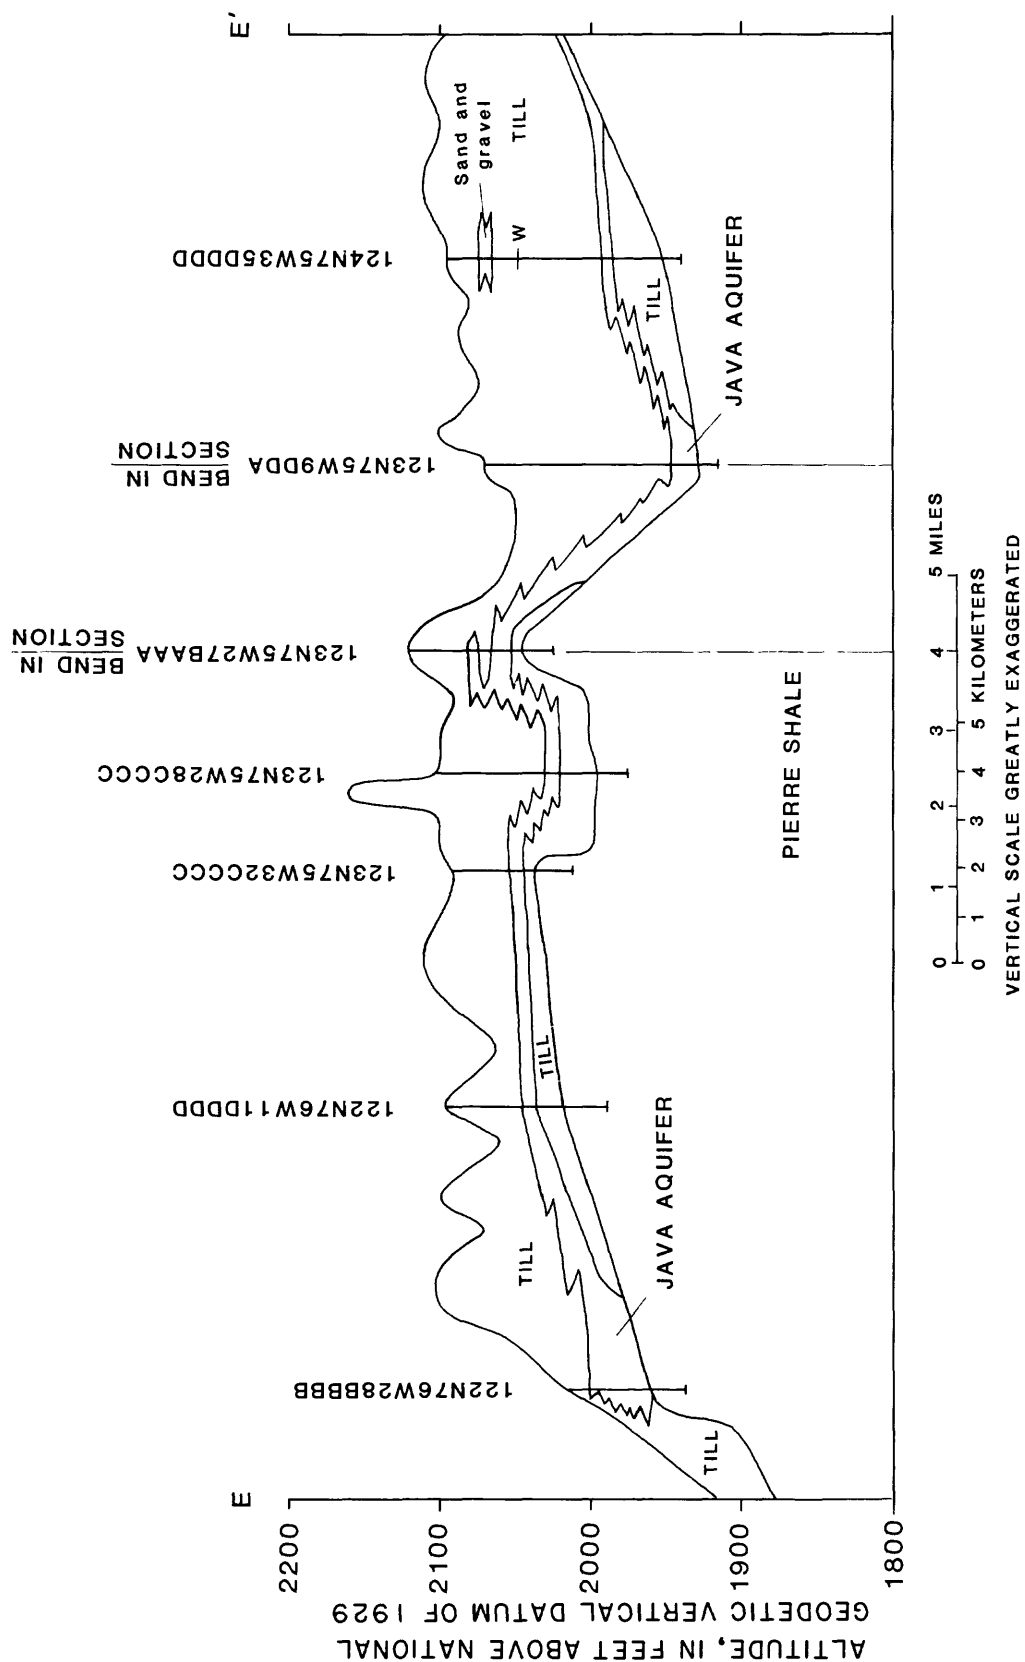 E
E'
ALTITUDE, IN FEET ABOVE NATIONAL
GEODETIC VERTICAL DATUM OF 1929
2200
2100
2000
1900
1800
122N76W28BBBB
122N76W11DDDD
123N75W32CCCC
123N75W28CCCC
BEND IN
SECTION
123N75W27BAAA
BEND IN
SECTION
123N75W9DDA
124N75W35DDDD
Sand and
gravel
W
TILL
TILL
TILL
TILL
TILL
JAVA AQUIFER
JAVA AQUIFER
PIERRE SHALE
0 1 2 3 4 5 MILES
0 1 2 3 4 5 KILOMETERS
VERTICAL SCALE GREATLY EXAGGERATED